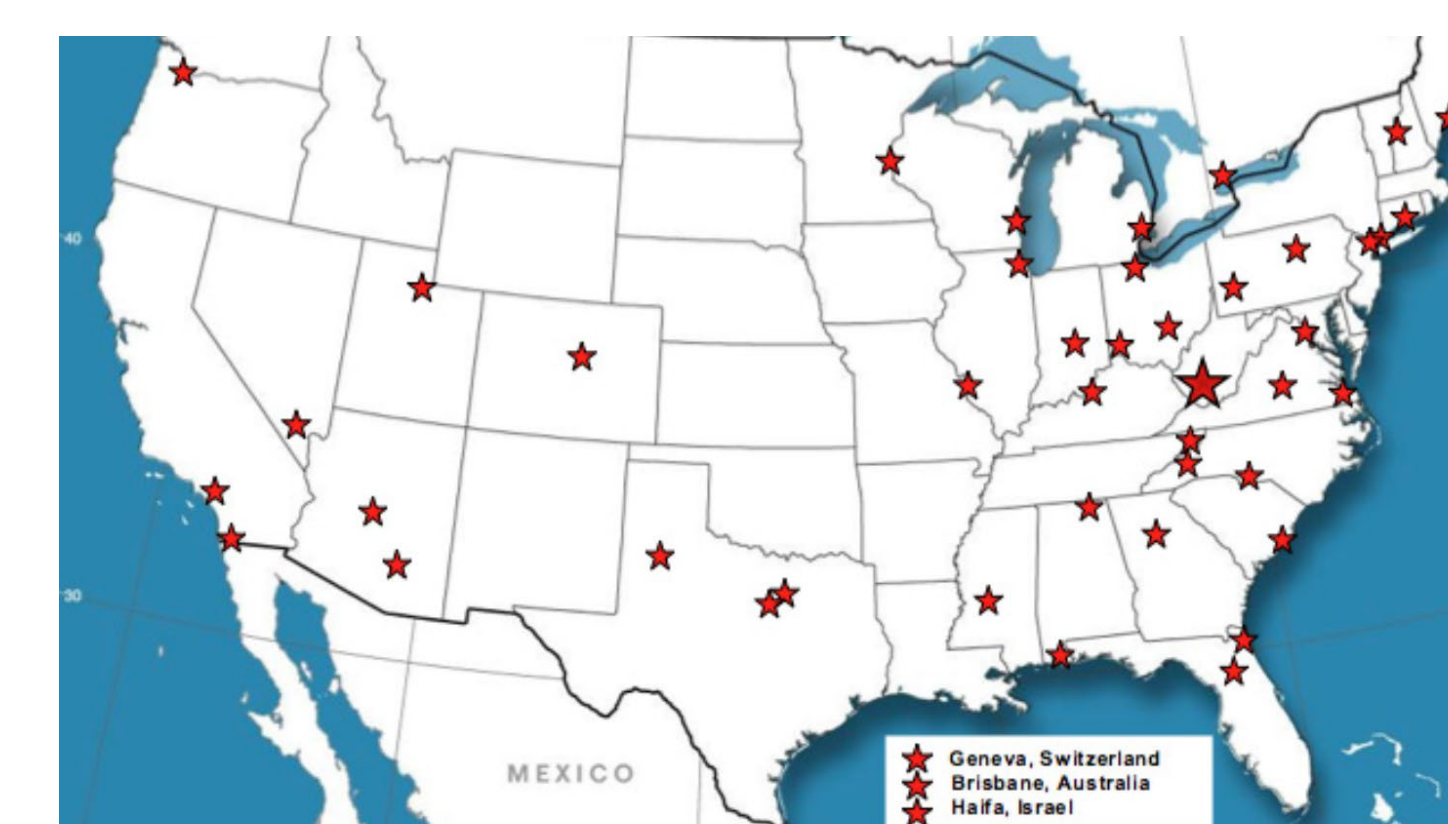 40
30
MEXICO
Geneva, Switzerland
Brisbane, Australia
Haifa, Israel